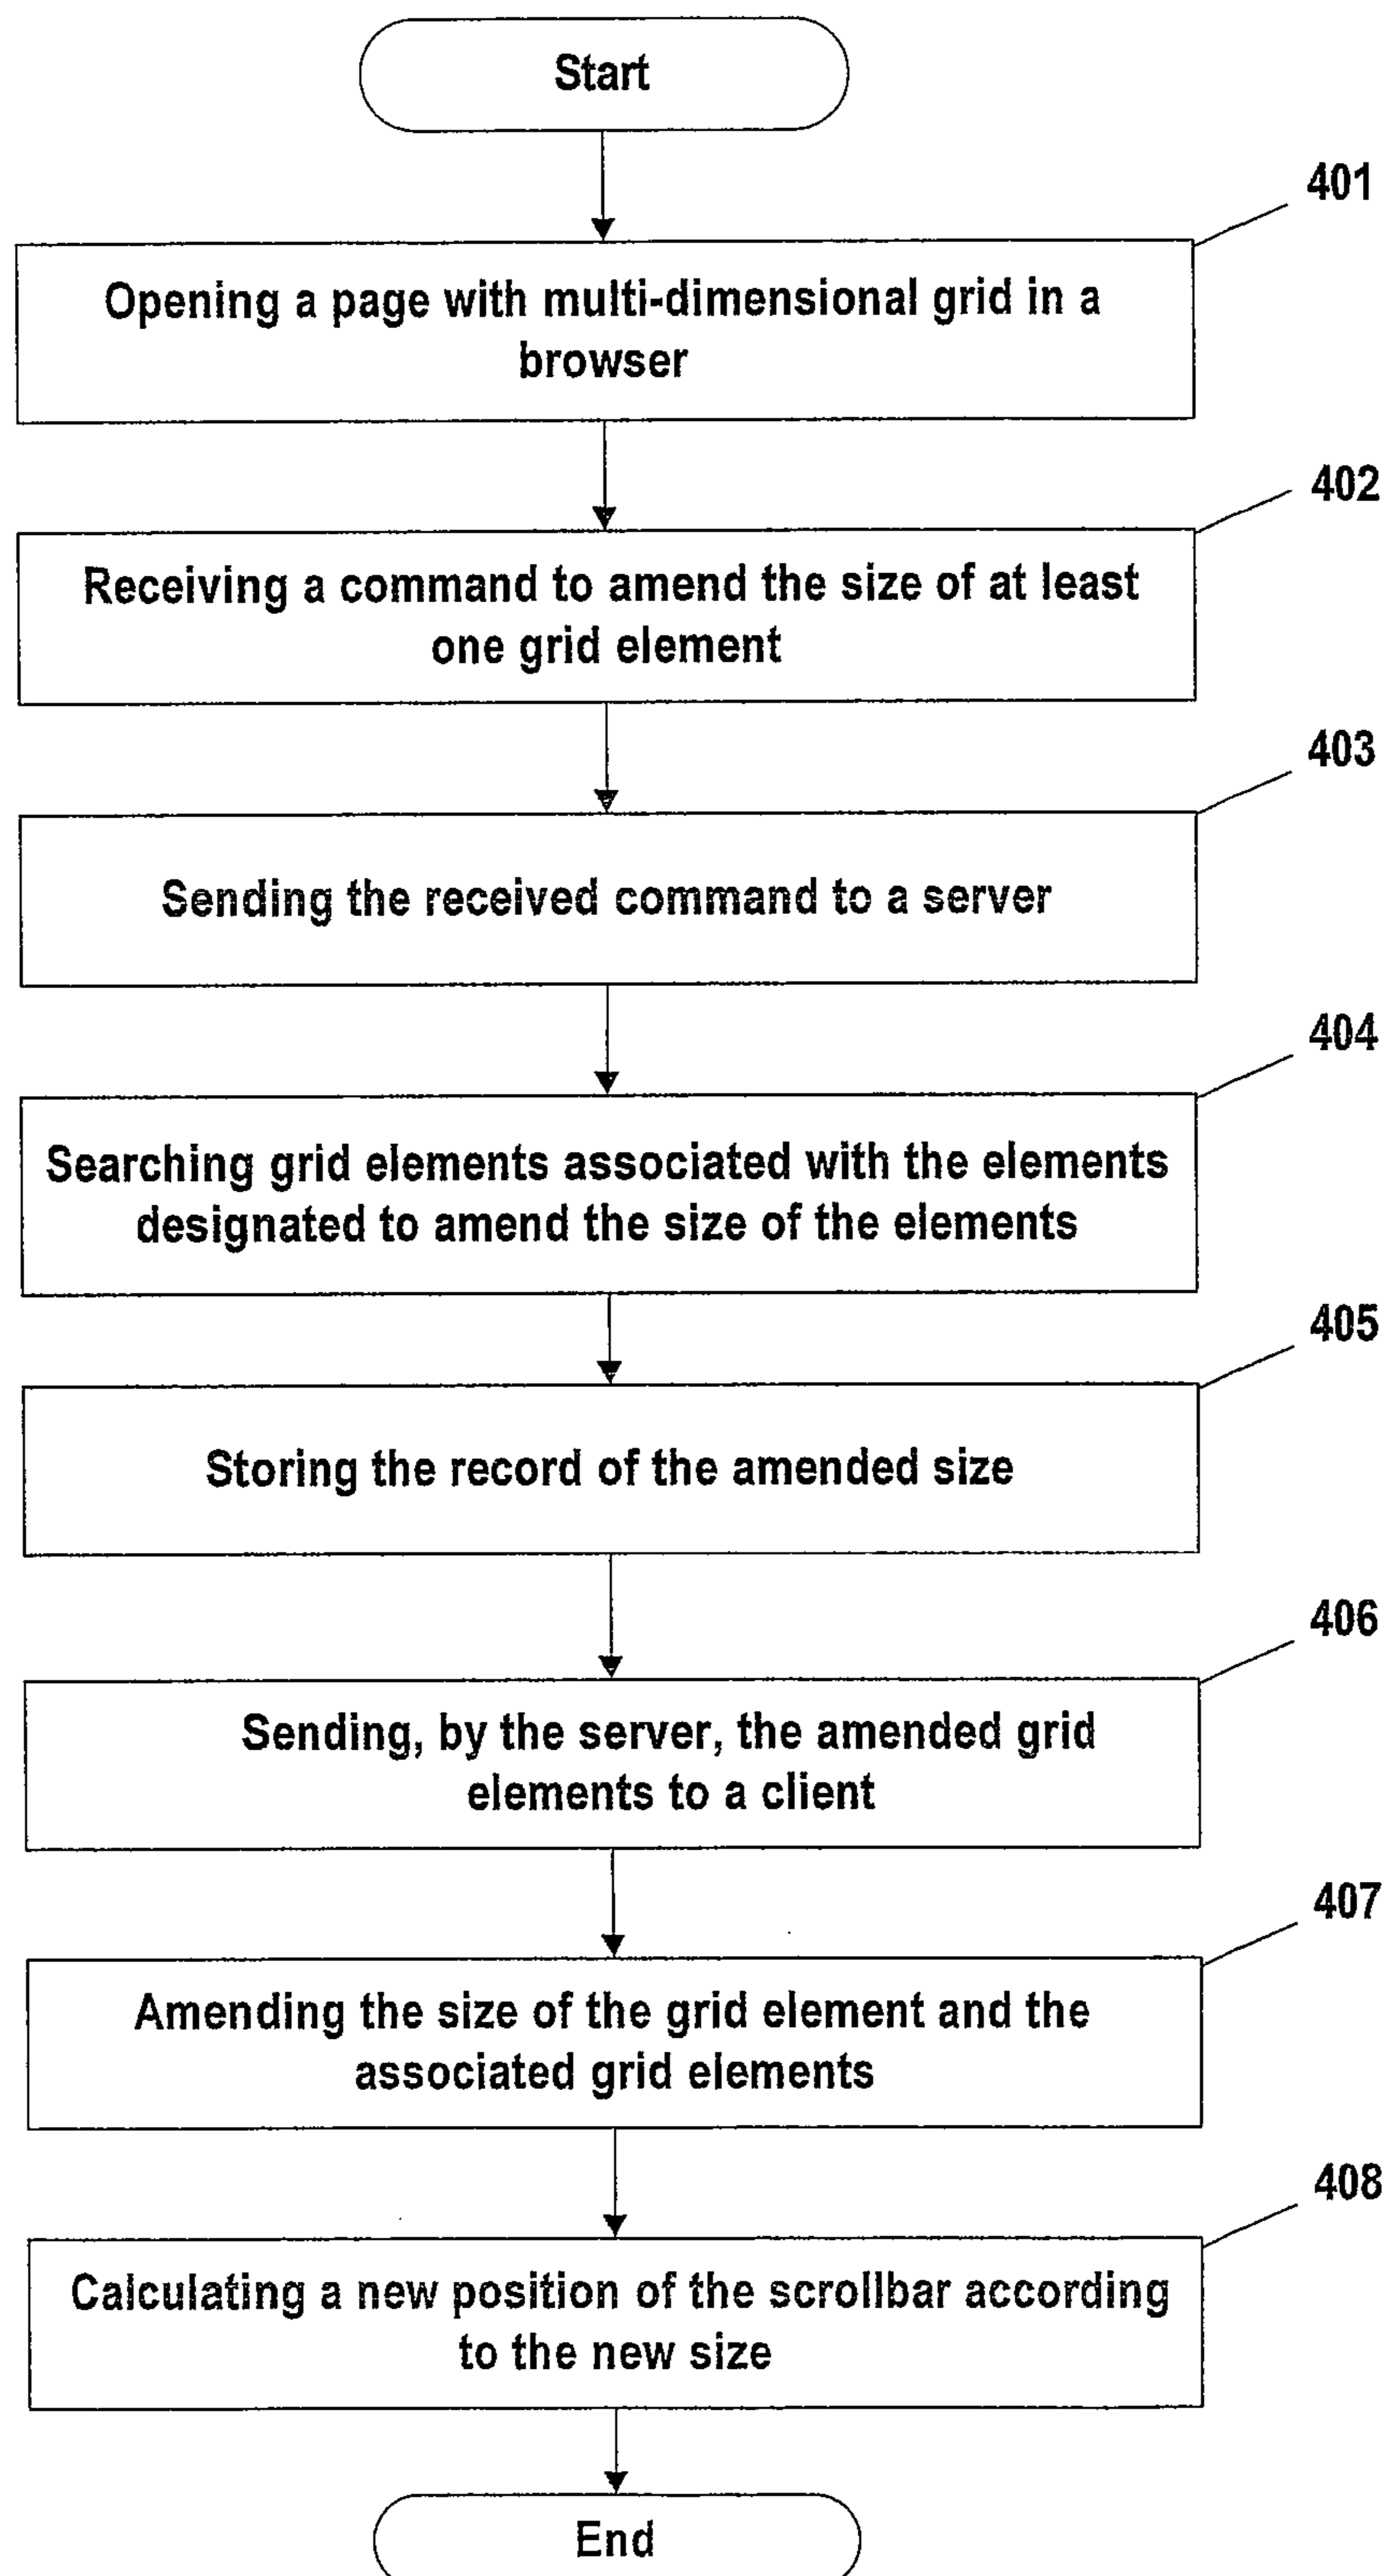 Start
401
Opening a page with multi-dimensional grid in a
browser
402
Receiving a command to amend the size of at least
one grid element
403
Sending the received command to a server
404
Searching grid elements associated with the elements
designated to amend the size of the elements
405
Storing the record of the amended size
406
Sending, by the server, the amended grid
elements to a client
407
Amending the size of the grid element and the
associated grid elements
408
Calculating a new position of the scrollbar according
to the new size
End